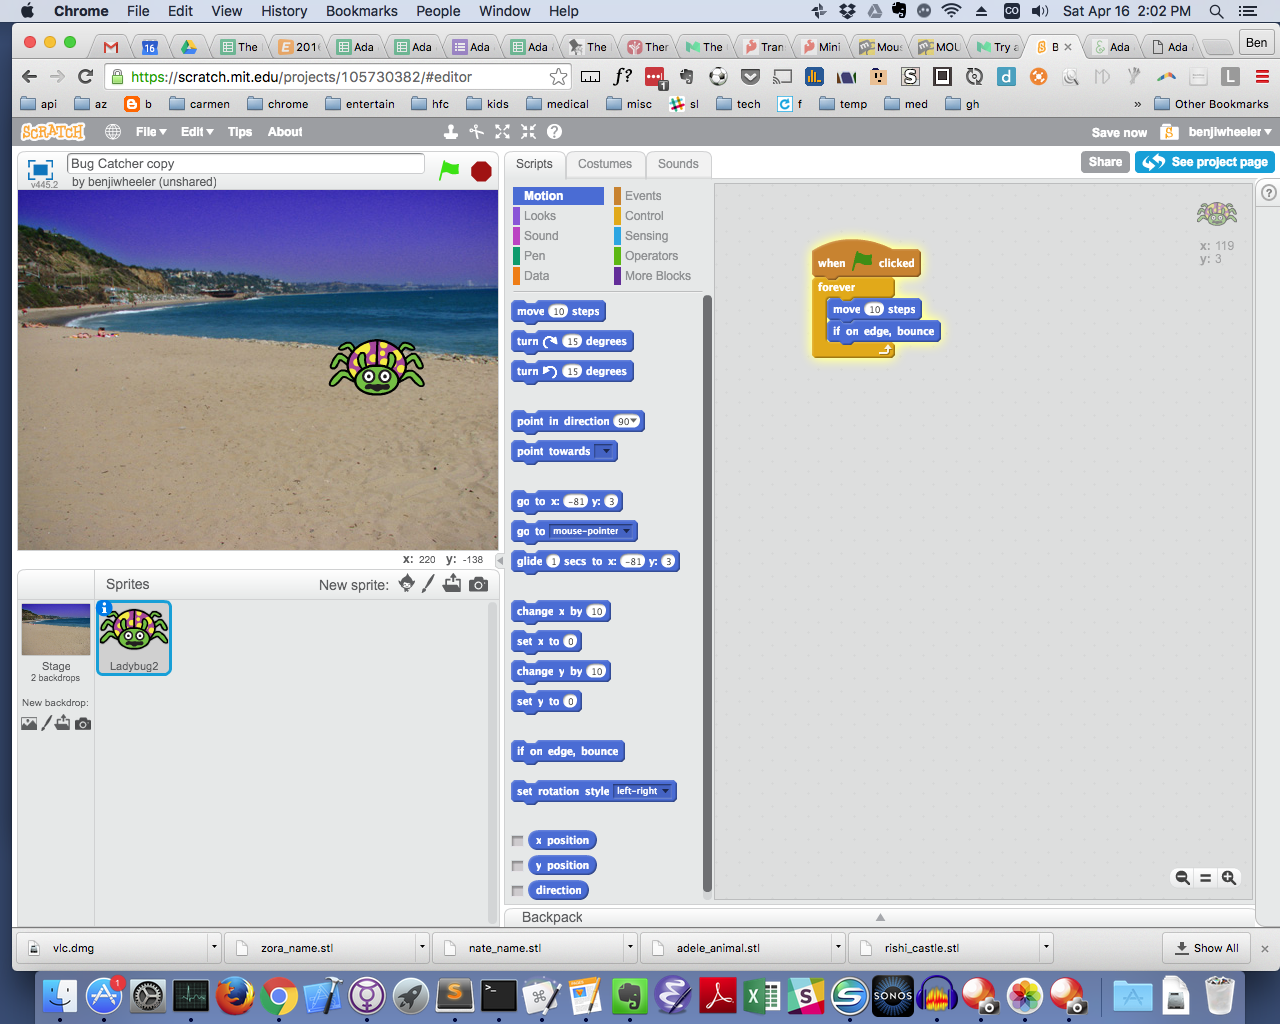 Chrome File Edit View History Bookmarks People Window Help
CO
Sat Apr 16 2:02 PM
16 The 201 Ada Ada Ada Ada The Ther The Tran Mini Mous MOU Try a B Ada Ada Ben
https://scratch.mit.edu/projects/105730382/#editor
f? 1 S d L
api az b carmen chrome entertain hfc kids medical misc sl tech f temp med gh » Other Bookmarks
SCRATCH File Edit Tips About
Save now benjiwheeler
v445.2
Bug Catcher copy
by benjiwheeler (unshared)
Scripts Costumes Sounds
Share See project page
Motion Events
Looks Control
Sound Sensing
Pen Operators
Data More Blocks
move 10 steps
turn 15 degrees
turn 15 degrees
point in direction 90
point towards
go to x: -81 y: 3
go to mouse-pointer
glide 1 secs to x: -81 y: 3
change x by 10
set x to 0
change y by 10
set y to 0
if on edge, bounce
set rotation style left-right
x position
y position
direction
when clicked
forever
move 10 steps
if on edge, bounce
x: 119
y: 3
x: 220 y: -138
Sprites New sprite:
Stage
2 backdrops
New backdrop:
i
Ladybug2
Backpack
vlc.dmg zora_name.stl nate_name.stl adele_animal.stl rishi_castle.stl Show All
1
SONOS